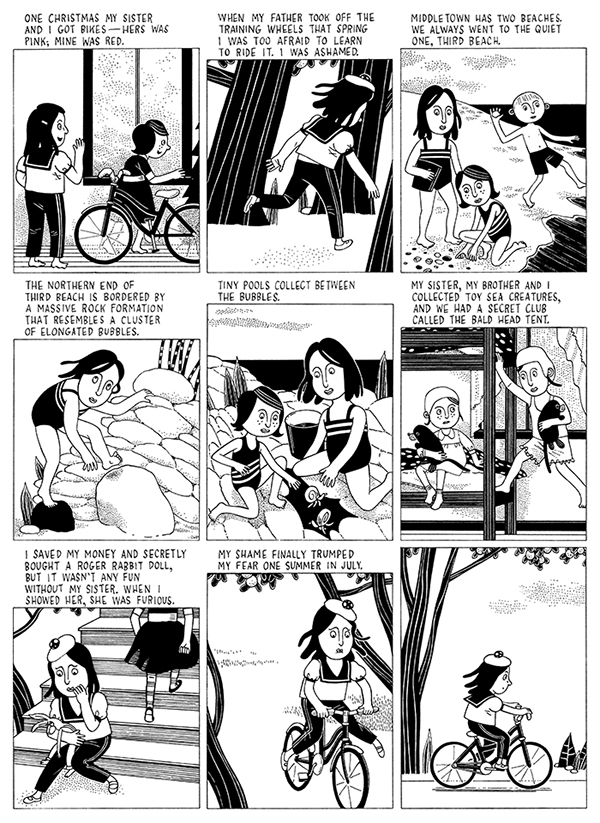 ONE CHRISTMAS MY SISTER
AND I GOT BIKES—HERS WAS
PINK; MINE WAS RED.
WHEN MY FATHER TOOK OFF THE
TRAINING WHEELS THAT SPRING
I WAS TOO AFRAID TO LEARN
TO RIDE IT. I WAS ASHAMED.
MIDDLETOWN HAS TWO BEACHES.
WE ALWAYS WENT TO THE QUIET
ONE, THIRD BEACH.
THE NORTHERN END OF
THIRD BEACH IS BORDERED BY
A MASSIVE ROCK FORMATION
THAT RESEMBLES A CLUSTER
OF ELONGATED BUBBLES.
TINY POOLS COLLECT BETWEEN
THE BUBBLES.
MY SISTER, MY BROTHER AND I
COLLECTED TOY SEA CREATURES,
AND WE HAD A SECRET CLUB
CALLED THE BALD HEAD TENT.
I SAVED MY MONEY AND SECRETLY
BOUGHT A ROGER RABBIT DOLL,
BUT IT WASN'T ANY FUN
WITHOUT MY SISTER. WHEN I
SHOWED HER, SHE WAS FURIOUS.
MY SHAME FINALLY TRUMPED
MY FEAR ONE SUMMER IN JULY.